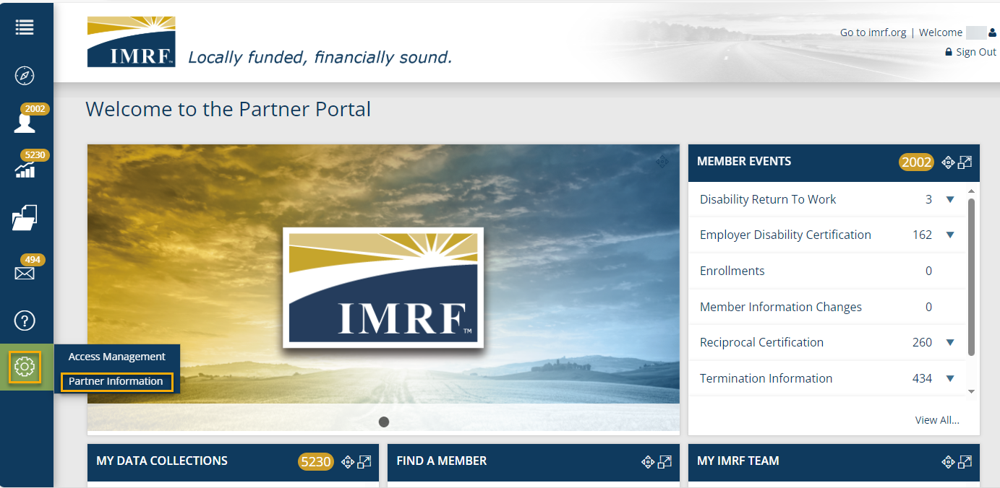 IMRF™
Locally funded, financially sound.
Go to imrf.org | Welcome
Sign Out
2002
5230
494
?
Access Management
Partner Information
Welcome to the Partner Portal
IMRF™
MEMBER EVENTS 2002
Disability Return To Work 3
Employer Disability Certification 162
Enrollments 0
Member Information Changes 0
Reciprocal Certification 260
Termination Information 434
View All...
MY DATA COLLECTIONS 5230
FIND A MEMBER
MY IMRF TEAM